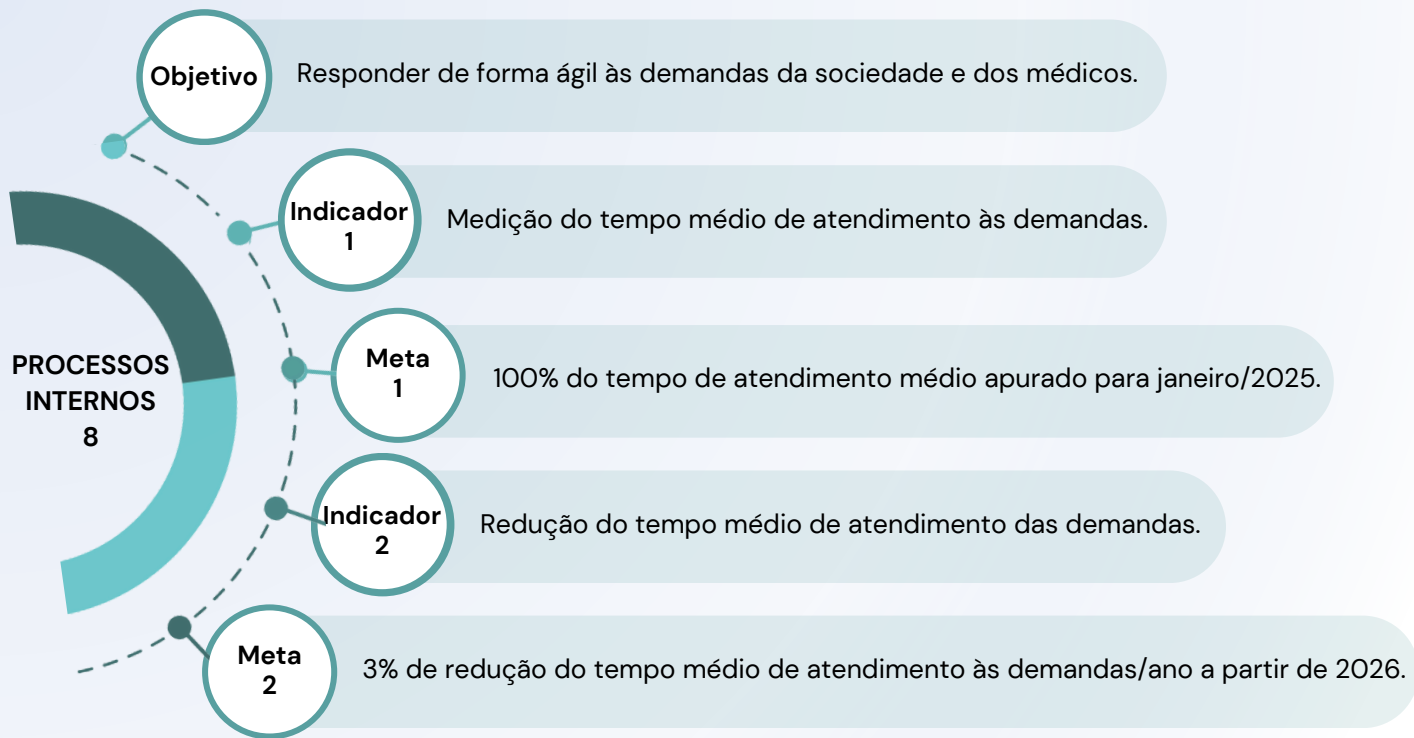 Objetivo
Responder de forma ágil às demandas da sociedade e dos médicos.
Indicador
1
Medição do tempo médio de atendimento às demandas.
PROCESSOS
INTERNOS
8
Meta
1
100% do tempo de atendimento médio apurado para janeiro/2025.
Indicador
2
Redução do tempo médio de atendimento das demandas.
Meta
2
3% de redução do tempo médio de atendimento às demandas/ano a partir de 2026.